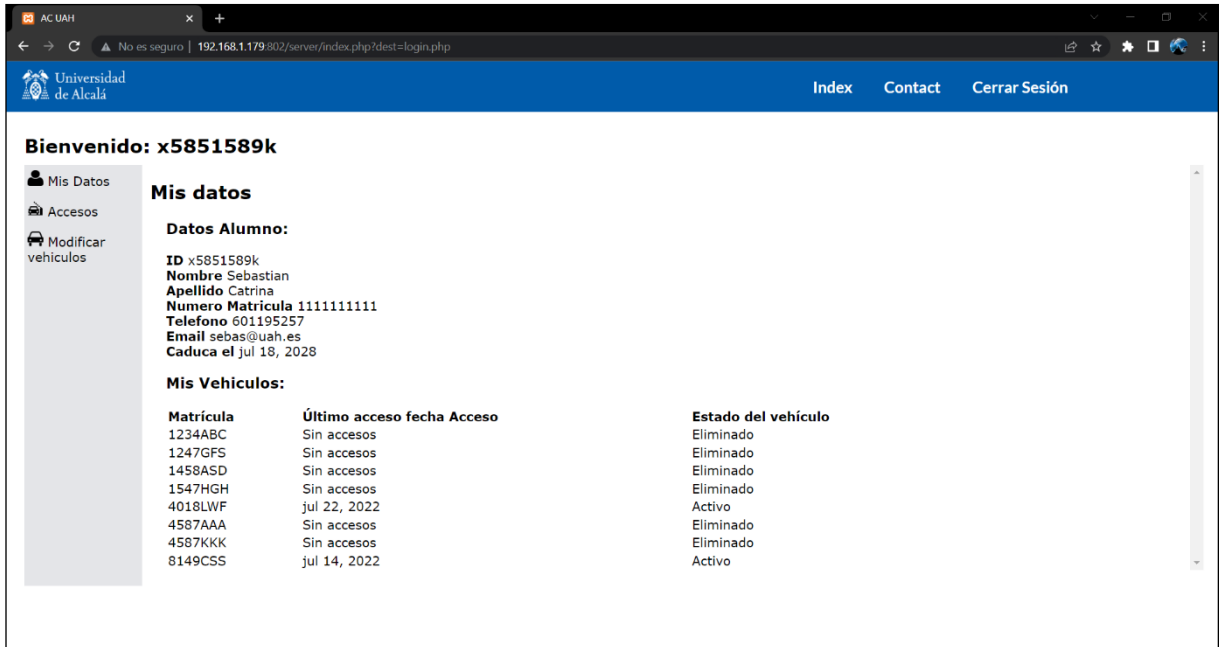 AC UAH
No es seguro | 192.168.1.179:802/server/index.php?dest=login.php
Universidad
de Alcalá
Index Contact Cerrar Sesión
Bienvenido: x5851589k
Mis Datos
Accesos
Modificar
vehiculos
Mis datos
Datos Alumno:
ID x5851589k
Nombre Sebastian
Apellido Catrina
Numero Matricula 1111111111
Telefono 601195257
Email sebas@uah.es
Caduca el jul 18, 2028
Mis Vehiculos:
Matrícula Último acceso fecha Acceso Estado del vehículo
1234ABC Sin accesos Eliminado
1247GFS Sin accesos Eliminado
1458ASD Sin accesos Eliminado
1547HGH Sin accesos Eliminado
4018LWF jul 22, 2022 Activo
4587AAA Sin accesos Eliminado
4587KKK Sin accesos Eliminado
8149CSS jul 14, 2022 Activo